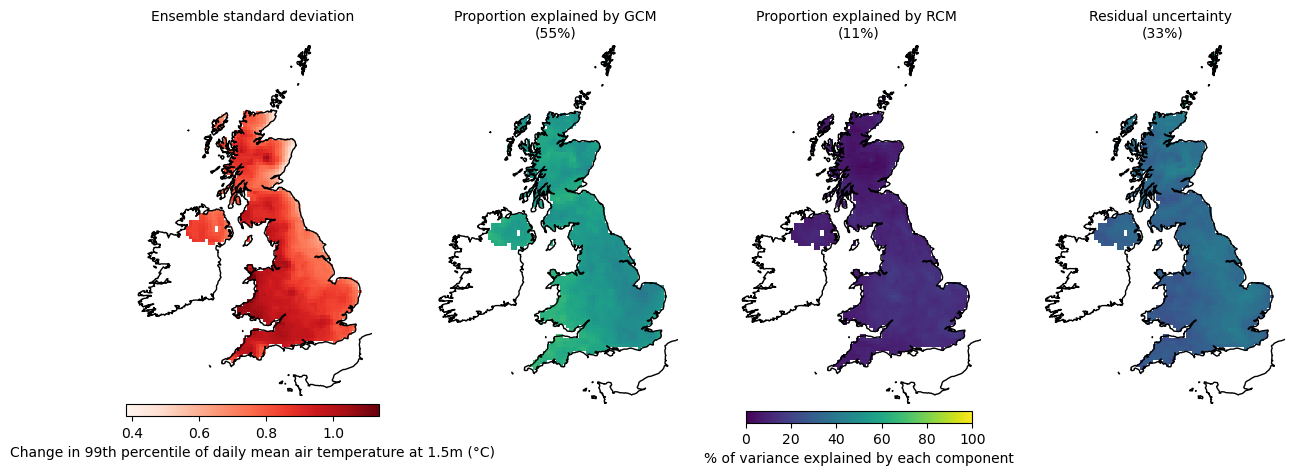 Ensemble standard deviation
Proportion explained by GCM
(55%)
Proportion explained by RCM
(11%)
Residual uncertainty
(33%)
0.4 0.6 0.8 1.0
Change in 99th percentile of daily mean air temperature at 1.5m (°C)
0 20 40 60 80 100
% of variance explained by each component